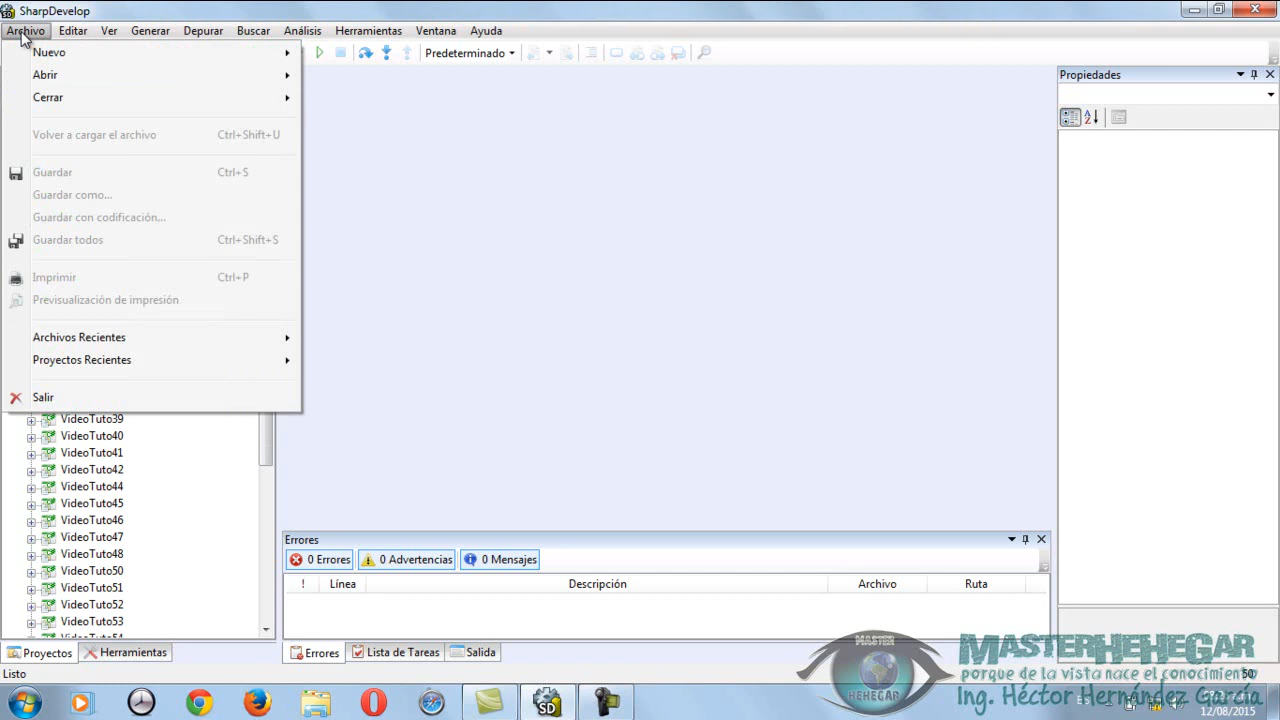 SharpDevelop
Archivo Editar Ver Generar Depurar Buscar Análisis Herramientas Ventana Ayuda
Nuevo
Predeterminado
Abrir
Propiedades
Cerrar
Volver a cargar el archivo Ctrl+Shift+U
Guardar Ctrl+S
Guardar como...
Guardar con codificación...
Guardar todos Ctrl+Shift+S
Imprimir Ctrl+P
Previsualización de impresión
Archivos Recientes
Proyectos Recientes
Salir
VideoTuto39
VideoTuto40
VideoTuto41
VideoTuto42
VideoTuto44
VideoTuto45
VideoTuto46
VideoTuto47
VideoTuto48
VideoTuto50
VideoTuto51
VideoTuto52
VideoTuto53
Errores
0 Errores 0 Advertencias 0 Mensajes
! Línea Descripción Archivo Ruta
Proyectos Herramientas
Errores Lista de Tareas Salida
Listo
MASTER
HEHEGAR
MASTERHEHEGAR
porque de la vista nace el conocimiento
Ing. Héctor Hernández García
SD
12/08/2015